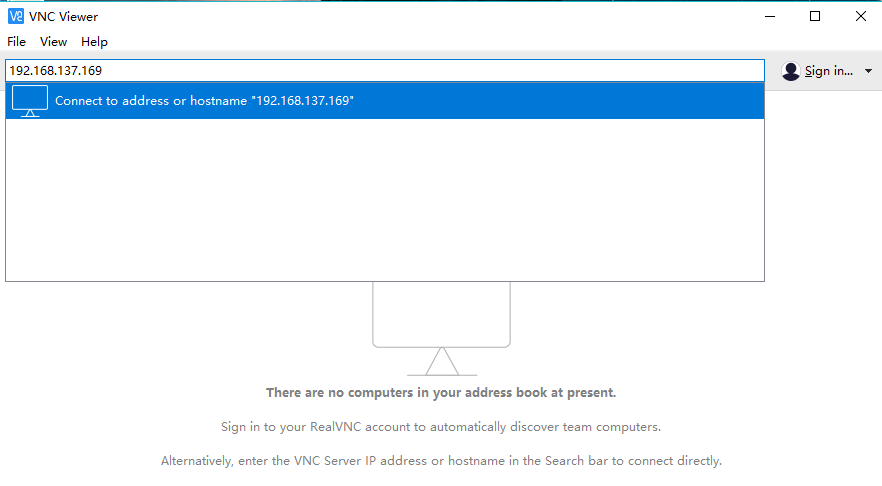 VNC Viewer
File View Help
192.168.137.169
Sign in...
Connect to address or hostname "192.168.137.169"
There are no computers in your address book at present.
Sign in to your RealVNC account to automatically discover team computers.
Alternatively, enter the VNC Server IP address or hostname in the Search bar to connect directly.